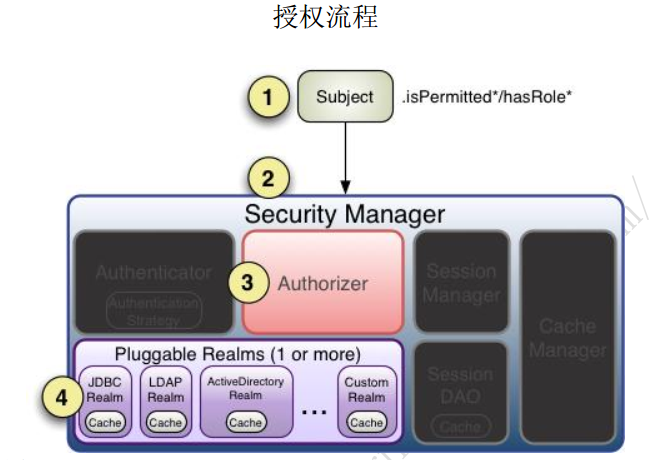 授权流程
1
Subject
.isPermitted*/hasRole*
2
Security Manager
Authenticator
Authentication
Strategy
3
Authorizer
Session
Manager
Cache
Manager
Pluggable Realms (1 or more)
4
JDBC
Realm
Cache
LDAP
Realm
Cache
ActiveDirectory
Realm
Cache
...
Custom
Realm
Cache
Session
DAO
Cache